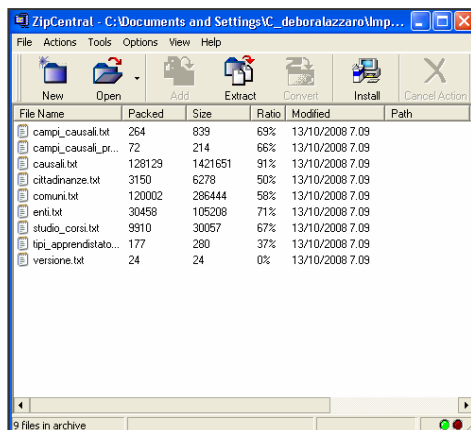 ZipCentral - C:\Documents and Settings\C_deboralazzaro\Imp...
File Actions Tools Options View Help
New Open Add Extract Convert Install Cancel Action
File Name Packed Size Ratio Modified Path
campi_causali.txt 264 839 69% 13/10/2008 7.09
campi_causali_pr... 72 214 66% 13/10/2008 7.09
causali.txt 128129 1421651 91% 13/10/2008 7.09
cittadinanze.txt 3150 6278 50% 13/10/2008 7.09
comuni.txt 120002 286444 58% 13/10/2008 7.09
enti.txt 30458 105208 71% 13/10/2008 7.09
studio_corsi.txt 9910 30057 67% 13/10/2008 7.09
tipi_apprendistato... 177 280 37% 13/10/2008 7.09
versione.txt 24 24 0% 13/10/2008 7.09
9 files in archive